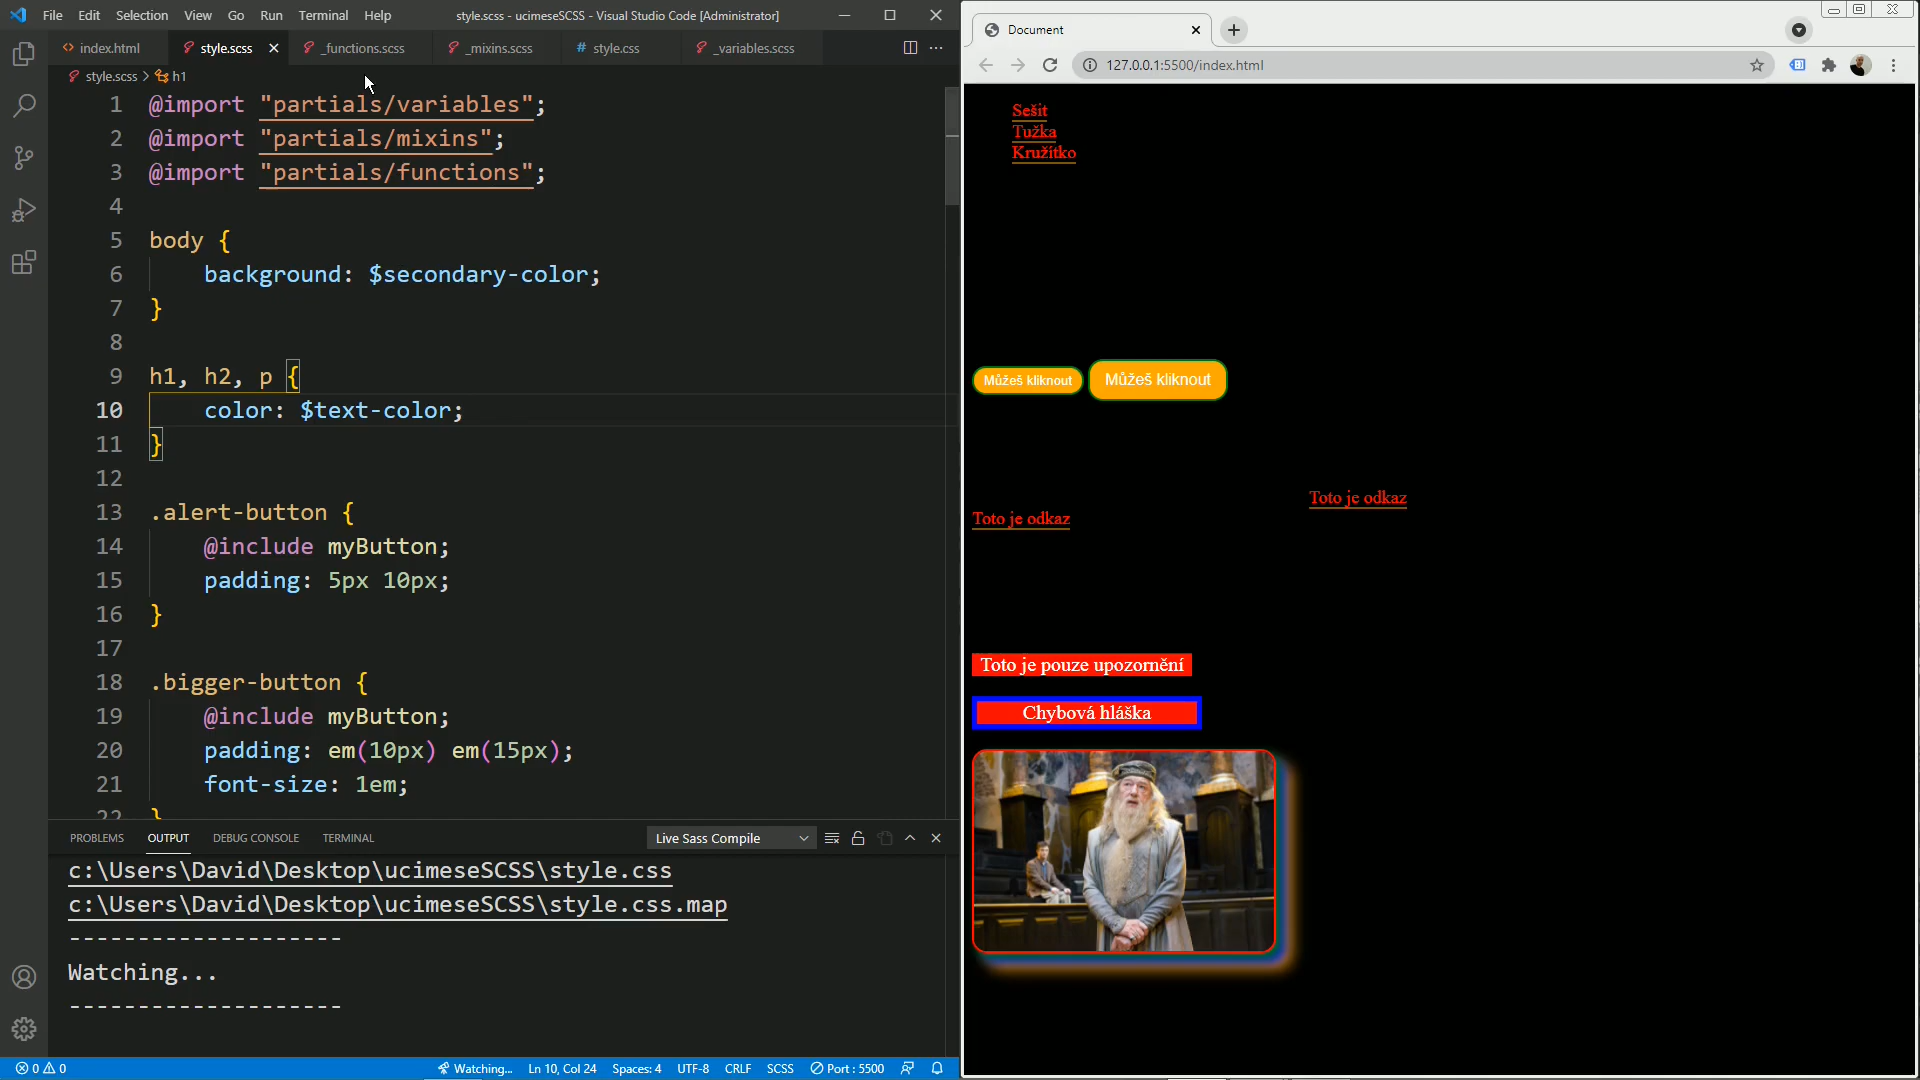 File Edit Selection View Go Run Terminal Help
style.scss - ucimeseSCSS - Visual Studio Code [Administrator]
index.html
style.scss
_functions.scss
_mixins.scss
style.css
_variables.scss
style.scss > h1
1 @import "partials/variables";
2 @import "partials/mixins";
3 @import "partials/functions";
4
5 body {
6 background: $secondary-color;
7 }
8
9 h1, h2, p {
10 color: $text-color;
11 }
12
13 .alert-button {
14 @include myButton;
15 padding: 5px 10px;
16 }
17
18 .bigger-button {
19 @include myButton;
20 padding: em(10px) em(15px);
21 font-size: 1em;
22 }
PROBLEMS OUTPUT DEBUG CONSOLE TERMINAL
Live Sass Compile
c:\Users\David\Desktop\ucimeseSCSS\style.css
c:\Users\David\Desktop\ucimeseSCSS\style.css.map
--------------------
Watching...
--------------------
0 0
Watching...
Ln 10, Col 24
Spaces: 4
UTF-8
CRLF
SCSS
Port : 5500
Document
127.0.0.1:5500/index.html
Sešit
Tužka
Kružítko
Můžeš kliknout
Můžeš kliknout
Toto je odkaz
Toto je odkaz
Toto je pouze upozornění
Chybová hláška